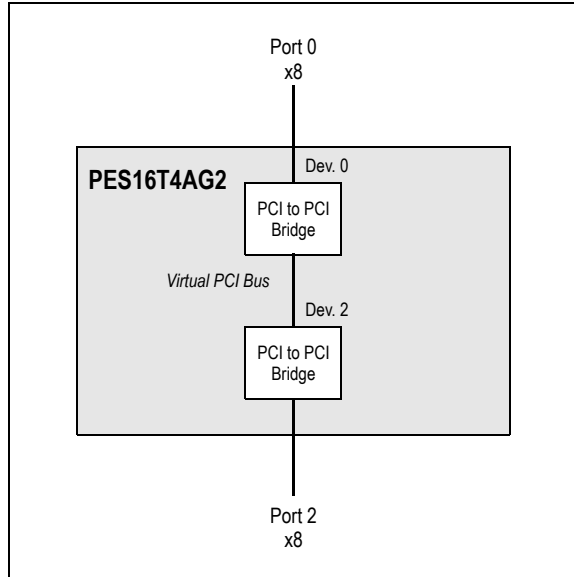 Port 0
x8
Dev. 0
PES16T4AG2
PCI to PCI
Bridge
Virtual PCI Bus
Dev. 2
PCI to PCI
Bridge
Port 2
x8